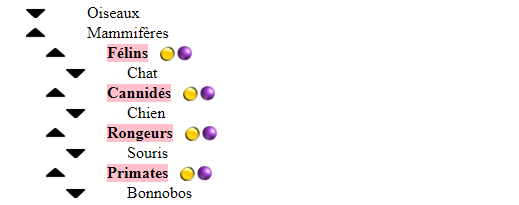 Oiseaux
Mammifères
Félins
Chat
Cannidés
Chien
Rongeurs
Souris
Primates
Bonnobos